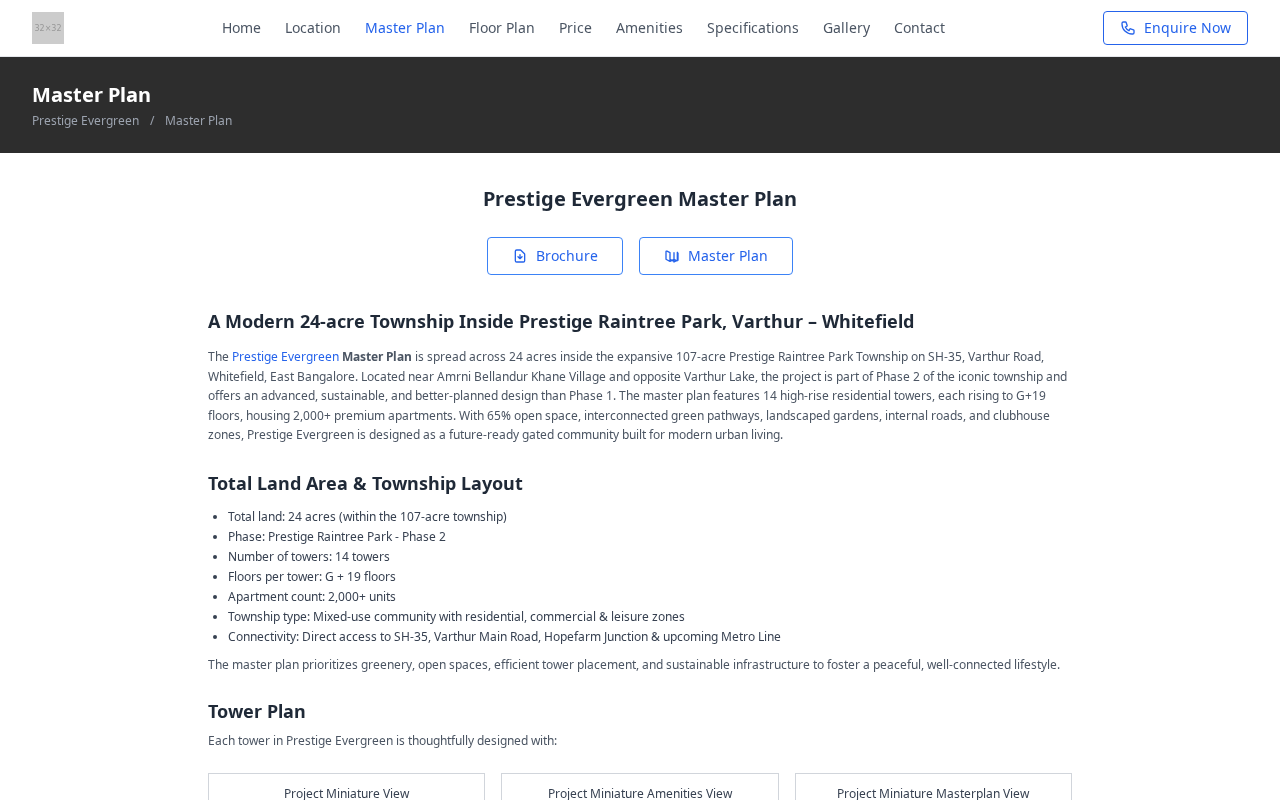 32×32
Home
Location
Master Plan
Floor Plan
Price
Amenities
Specifications
Gallery
Contact
Enquire Now
Master Plan
Prestige Evergreen / Master Plan
Prestige Evergreen Master Plan
Brochure
Master Plan
A Modern 24-acre Township Inside Prestige Raintree Park, Varthur – Whitefield
The Prestige Evergreen Master Plan is spread across 24 acres inside the expansive 107-acre Prestige Raintree Park Township on SH-35, Varthur Road,
Whitefield, East Bangalore. Located near Amrni Bellandur Khane Village and opposite Varthur Lake, the project is part of Phase 2 of the iconic township and
offers an advanced, sustainable, and better-planned design than Phase 1. The master plan features 14 high-rise residential towers, each rising to G+19
floors, housing 2,000+ premium apartments. With 65% open space, interconnected green pathways, landscaped gardens, internal roads, and clubhouse
zones, Prestige Evergreen is designed as a future-ready gated community built for modern urban living.
Total Land Area & Township Layout
• Total land: 24 acres (within the 107-acre township)
• Phase: Prestige Raintree Park - Phase 2
• Number of towers: 14 towers
• Floors per tower: G + 19 floors
• Apartment count: 2,000+ units
• Township type: Mixed-use community with residential, commercial & leisure zones
• Connectivity: Direct access to SH-35, Varthur Main Road, Hopefarm Junction & upcoming Metro Line
The master plan prioritizes greenery, open spaces, efficient tower placement, and sustainable infrastructure to foster a peaceful, well-connected lifestyle.
Tower Plan
Each tower in Prestige Evergreen is thoughtfully designed with:
Project Miniature View
Project Miniature Amenities View
Project Miniature Masterplan View